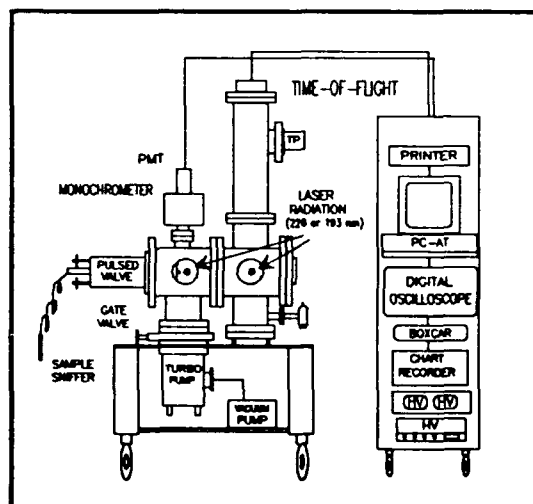 TIME-OF-FLIGHT
PMT
TP
MONOCHROMETER
LASER
RADIATION
(226 or 193 nm)
PULSED
VALVE
GATE
VALVE
SAMPLE
SNIFFER
TURBO
PUMP
VACUUM
PUMP
PRINTER
PC-AT
DIGITAL
OSCILLOSCOPE
BOXCAR
CHART
RECORDER
HV HV
HV